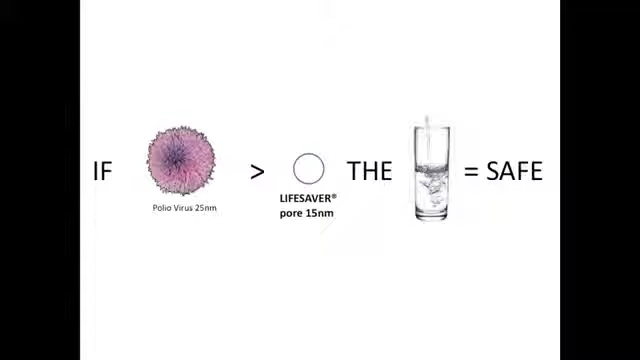 IF > THE = SAFE
Polio Virus 25nm
LIFESAVER®
pore 15nm